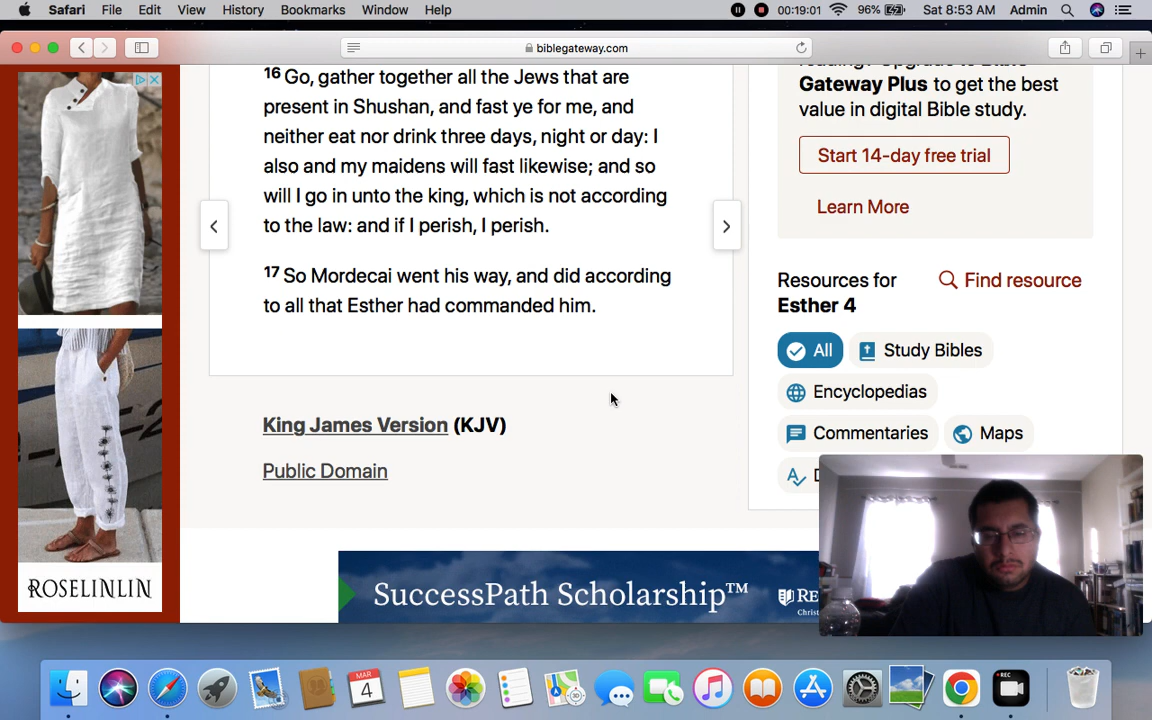 Safari File Edit View History Bookmarks Window Help 00:19:01 96% Sat 8:53 AM Admin
biblegateway.com
16 Go, gather together all the Jews that are
present in Shushan, and fast ye for me, and
neither eat nor drink three days, night or day: I
also and my maidens will fast likewise; and so
will I go in unto the king, which is not according
to the law: and if I perish, I perish.
17 So Mordecai went his way, and did according
to all that Esther had commanded him.
King James Version (KJV)
Public Domain
Gateway Plus to get the best
value in digital Bible study.
Start 14-day free trial
Learn More
Resources for
Esther 4
Find resource
All
Study Bibles
Encyclopedias
Commentaries
Maps
ROSELINLIN
SuccessPath Scholarship™
MAR
4
REC